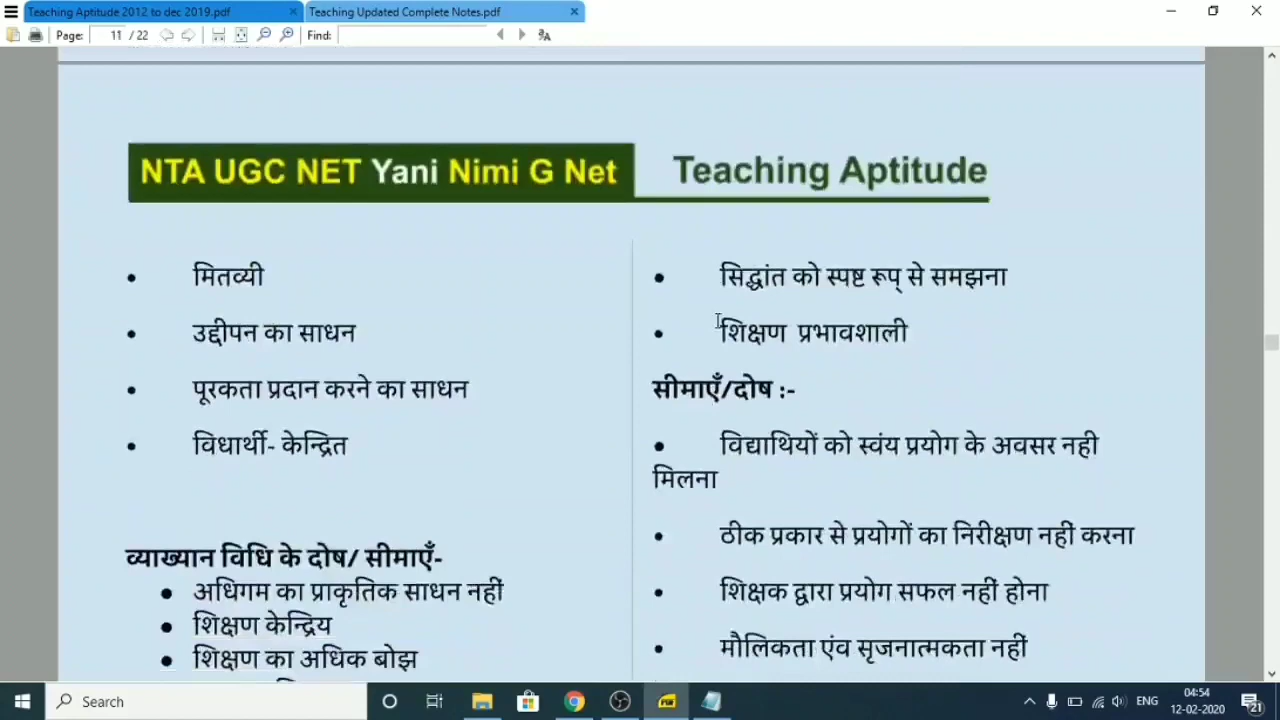 Teaching Aptitude 2012 to dec 2019.pdf
Teaching Updated Complete Notes.pdf
Page: 11 / 22 Find:
NTA UGC NET Yani Nimi G Net Teaching Aptitude
• मितव्यी
• उद्दीपन का साधन
• पूरकता प्रदान करने का साधन
• विधार्थी- केन्द्रित
व्याख्यान विधि के दोष/ सीमाएँ-
• अधिगम का प्राकृतिक साधन नहीं
• शिक्षण केन्द्रिय
• शिक्षण का अधिक बोझ
• सिद्धांत को स्पष्ट रूप् से समझना
• शिक्षण प्रभावशाली
सीमाएँ/दोष :-
• विद्याथियों को स्वंय प्रयोग के अवसर नही
मिलना
• ठीक प्रकार से प्रयोगों का निरीक्षण नहीं करना
• शिक्षक द्वारा प्रयोग सफल नहीं होना
• मौलिकता एंव सृजनात्मकता नहीं
Search
ENG
04:54
12-02-2020
21